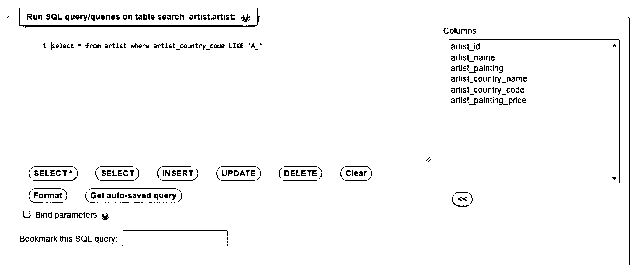 Run SQL query/queries on table search_artist.artist:
1 select * from artist where artist_country_code LIKE 'A_'
Columns
artist_id
artist_name
artist_painting
artist_country_name
artist_country_code
artist_painting_price
SELECT* SELECT INSERT UPDATE DELETE Clear
Format Get auto-saved query
<<
Bind parameters
Bookmark this SQL query: